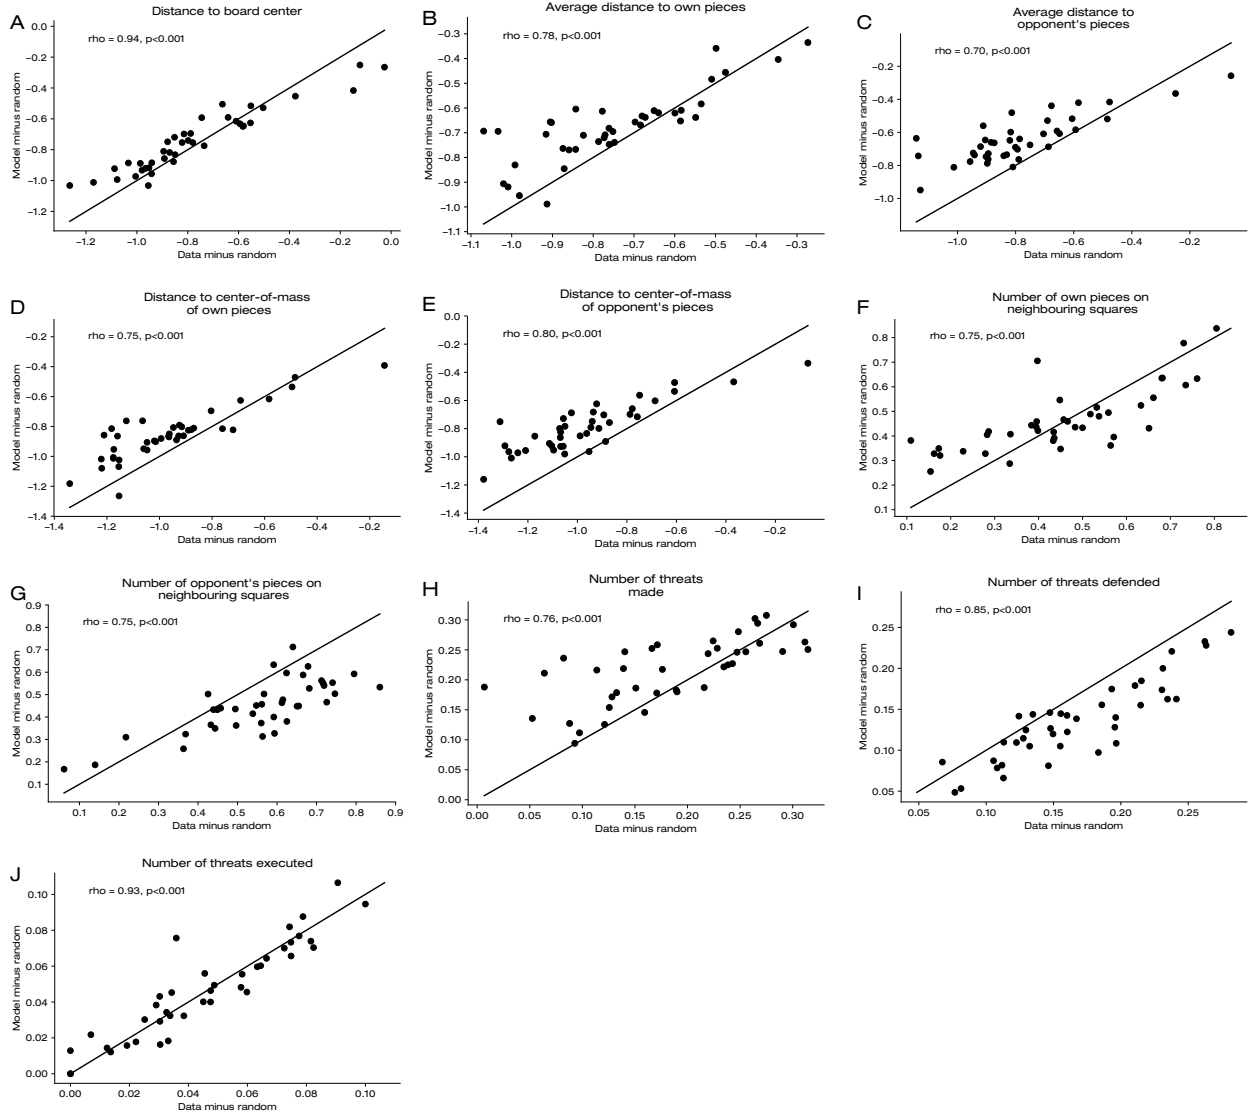 A
Distance to board center
rho = 0.94, p<0.001
Model minus random
0.0
−0.2
−0.4
−0.6
−0.8
−1.0
−1.2
−1.2
−1.0
−0.8
−0.6
−0.4
−0.2
0.0
Data minus random
B
Average distance to own pieces
rho = 0.78, p<0.001
Model minus random
−0.3
−0.4
−0.5
−0.6
−0.7
−0.8
−0.9
−1.0
−1.1
−1.1
−1.0
−0.9
−0.8
−0.7
−0.6
−0.5
−0.4
−0.3
Data minus random
C
Average distance to
opponent's pieces
rho = 0.70, p<0.001
Model minus random
−0.2
−0.4
−0.6
−0.8
−1.0
−1.0
−0.8
−0.6
−0.4
−0.2
Data minus random
D
Distance to center-of-mass
of own pieces
rho = 0.75, p<0.001
Model minus random
−0.2
−0.4
−0.6
−0.8
−1.0
−1.2
−1.4
−1.4
−1.2
−1.0
−0.8
−0.6
−0.4
−0.2
Data minus random
E
Distance to center-of-mass
of opponent's pieces
rho = 0.80, p<0.001
Model minus random
0.0
−0.2
−0.4
−0.6
−0.8
−1.0
−1.2
−1.4
−1.4
−1.2
−1.0
−0.8
−0.6
−0.4
−0.2
Data minus random
F
Number of own pieces on
neighbouring squares
rho = 0.75, p<0.001
Model minus random
0.8
0.7
0.6
0.5
0.4
0.3
0.2
0.1
0.1
0.2
0.3
0.4
0.5
0.6
0.7
0.8
Data minus random
G
Number of opponent's pieces on
neighbouring squares
rho = 0.75, p<0.001
Model minus random
0.9
0.8
0.7
0.6
0.5
0.4
0.3
0.2
0.1
0.1
0.2
0.3
0.4
0.5
0.6
0.7
0.8
0.9
Data minus random
H
Number of threats
made
rho = 0.76, p<0.001
Model minus random
0.30
0.25
0.20
0.15
0.10
0.05
0.00
0.00
0.05
0.10
0.15
0.20
0.25
0.30
Data minus random
I
Number of threats defended
rho = 0.85, p<0.001
Model minus random
0.25
0.20
0.15
0.10
0.05
0.05
0.10
0.15
0.20
0.25
Data minus random
J
Number of threats executed
rho = 0.93, p<0.001
Model minus random
0.10
0.08
0.06
0.04
0.02
0.00
0.00
0.02
0.04
0.06
0.08
0.10
Data minus random